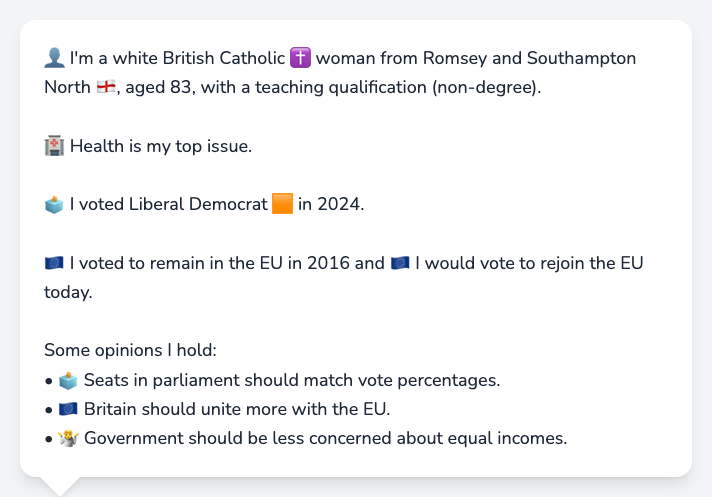 👤 I'm a white British Catholic ✝️ woman from Romsey and Southampton
North 🏴󠁧󠁢󠁥󠁮󠁧󠁿, aged 83, with a teaching qualification (non-degree).
🏥 Health is my top issue.
🗳️ I voted Liberal Democrat 🟧 in 2024.
🇪🇺 I voted to remain in the EU in 2016 and 🇪🇺 I would vote to rejoin the EU
today.
Some opinions I hold:
• 🗳️ Seats in parliament should match vote percentages.
• 🇪🇺 Britain should unite more with the EU.
• 🤷 Government should be less concerned about equal incomes.